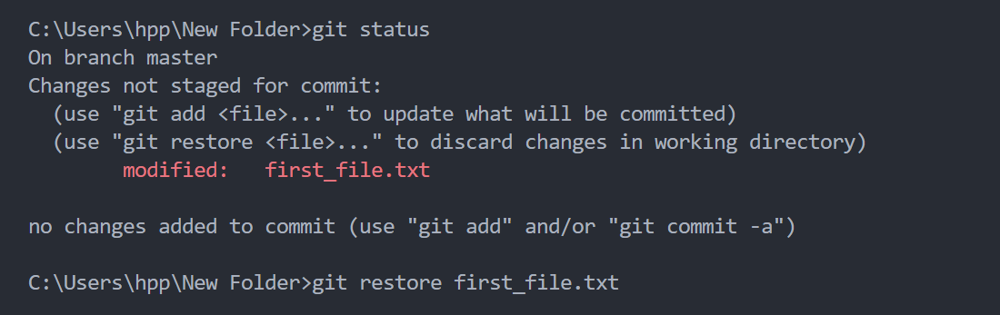 C:\Users\hpp\New Folder>git status
On branch master
Changes not staged for commit:
  (use "git add <file>..." to update what will be committed)
  (use "git restore <file>..." to discard changes in working directory)
        modified:   first_file.txt

no changes added to commit (use "git add" and/or "git commit -a")

C:\Users\hpp\New Folder>git restore first_file.txt